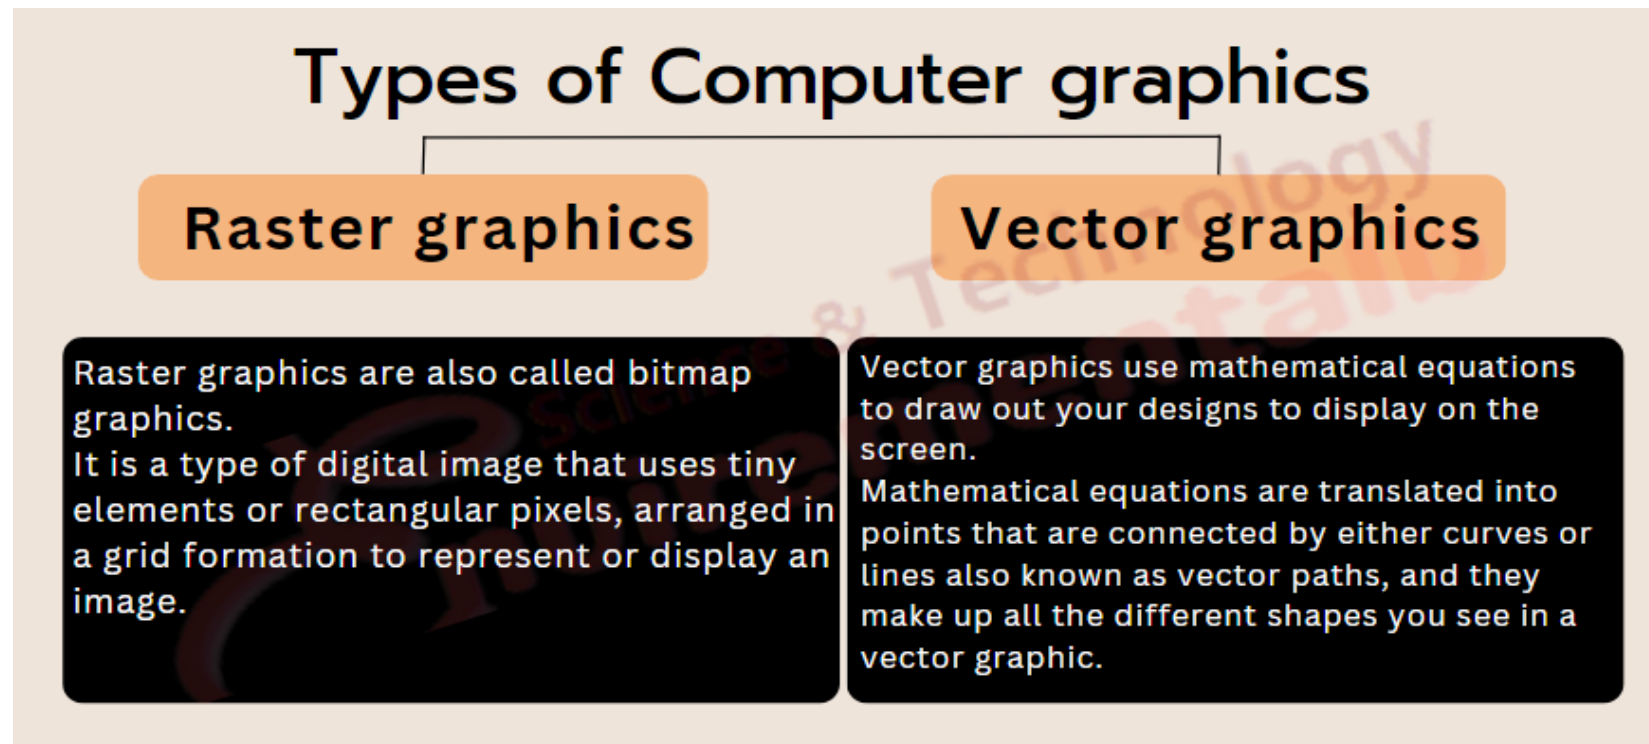 Types of Computer graphics
Raster graphics
Vector graphics
Raster graphics are also called bitmap
graphics.
It is a type of digital image that uses tiny
elements or rectangular pixels, arranged in
a grid formation to represent or display an
image.
Vector graphics use mathematical equations
to draw out your designs to display on the
screen.
Mathematical equations are translated into
points that are connected by either curves or
lines also known as vector paths, and they
make up all the different shapes you see in a
vector graphic.
Science & Technology